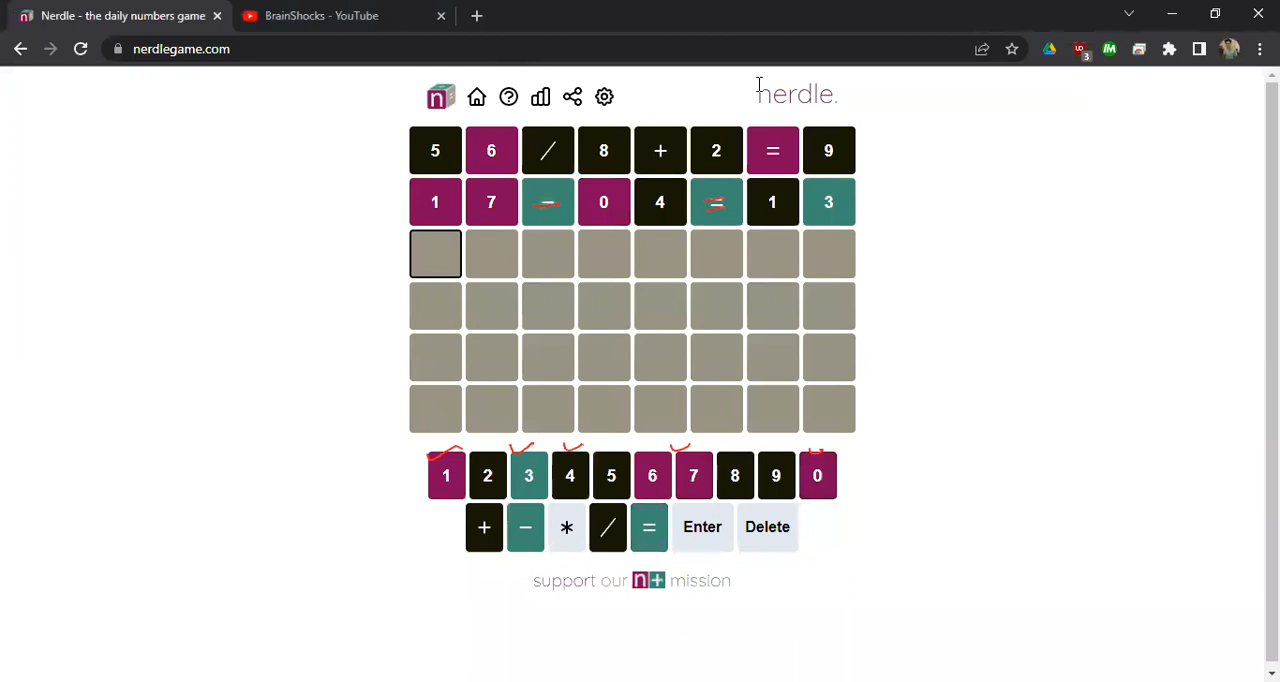 Nerdle - the daily numbers game
BrainShocks - YouTube
nerdlegame.com
3
n
nerdle.
5 6 / 8 + 2 = 9
1 7 - 0 4 = 1 3
1 2 3 4 5 6 7 8 9 0
+ - * / = Enter Delete
support our n+ mission